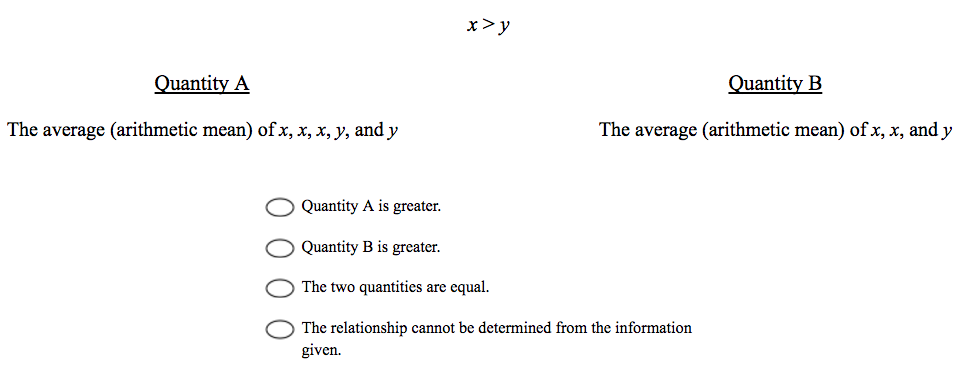 x > y
Quantity A
Quantity B
The average (arithmetic mean) of x, x, x, y, and y
The average (arithmetic mean) of x, x, and y
Quantity A is greater.
Quantity B is greater.
The two quantities are equal.
The relationship cannot be determined from the information
given.